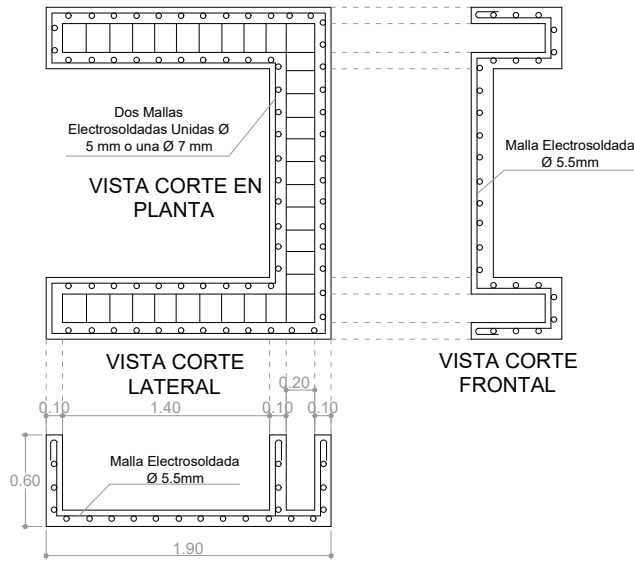 Dos Mallas
Electrosoldadas Unidas Ø
5 mm o una Ø 7 mm
VISTA CORTE EN
PLANTA
Malla Electrosoldada
Ø 5.5mm
VISTA CORTE
LATERAL
VISTA CORTE
FRONTAL
0.20
0.10
1.40
0.10
0.10
Malla Electrosoldada
Ø 5.5mm
0.60
1.90